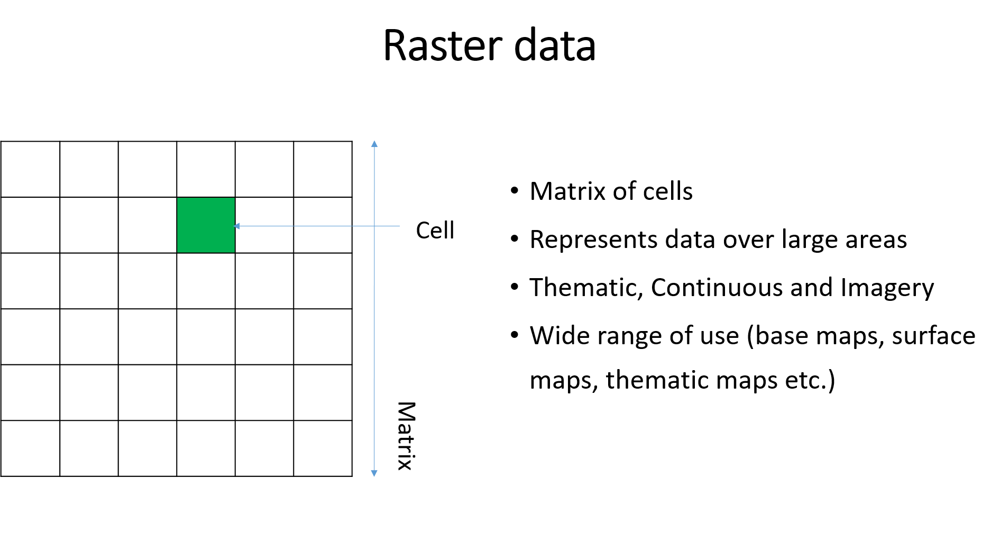 Raster data
Cell
Matrix
• Matrix of cells
• Represents data over large areas
• Thematic, Continuous and Imagery
• Wide range of use (base maps, surface
maps, thematic maps etc.)